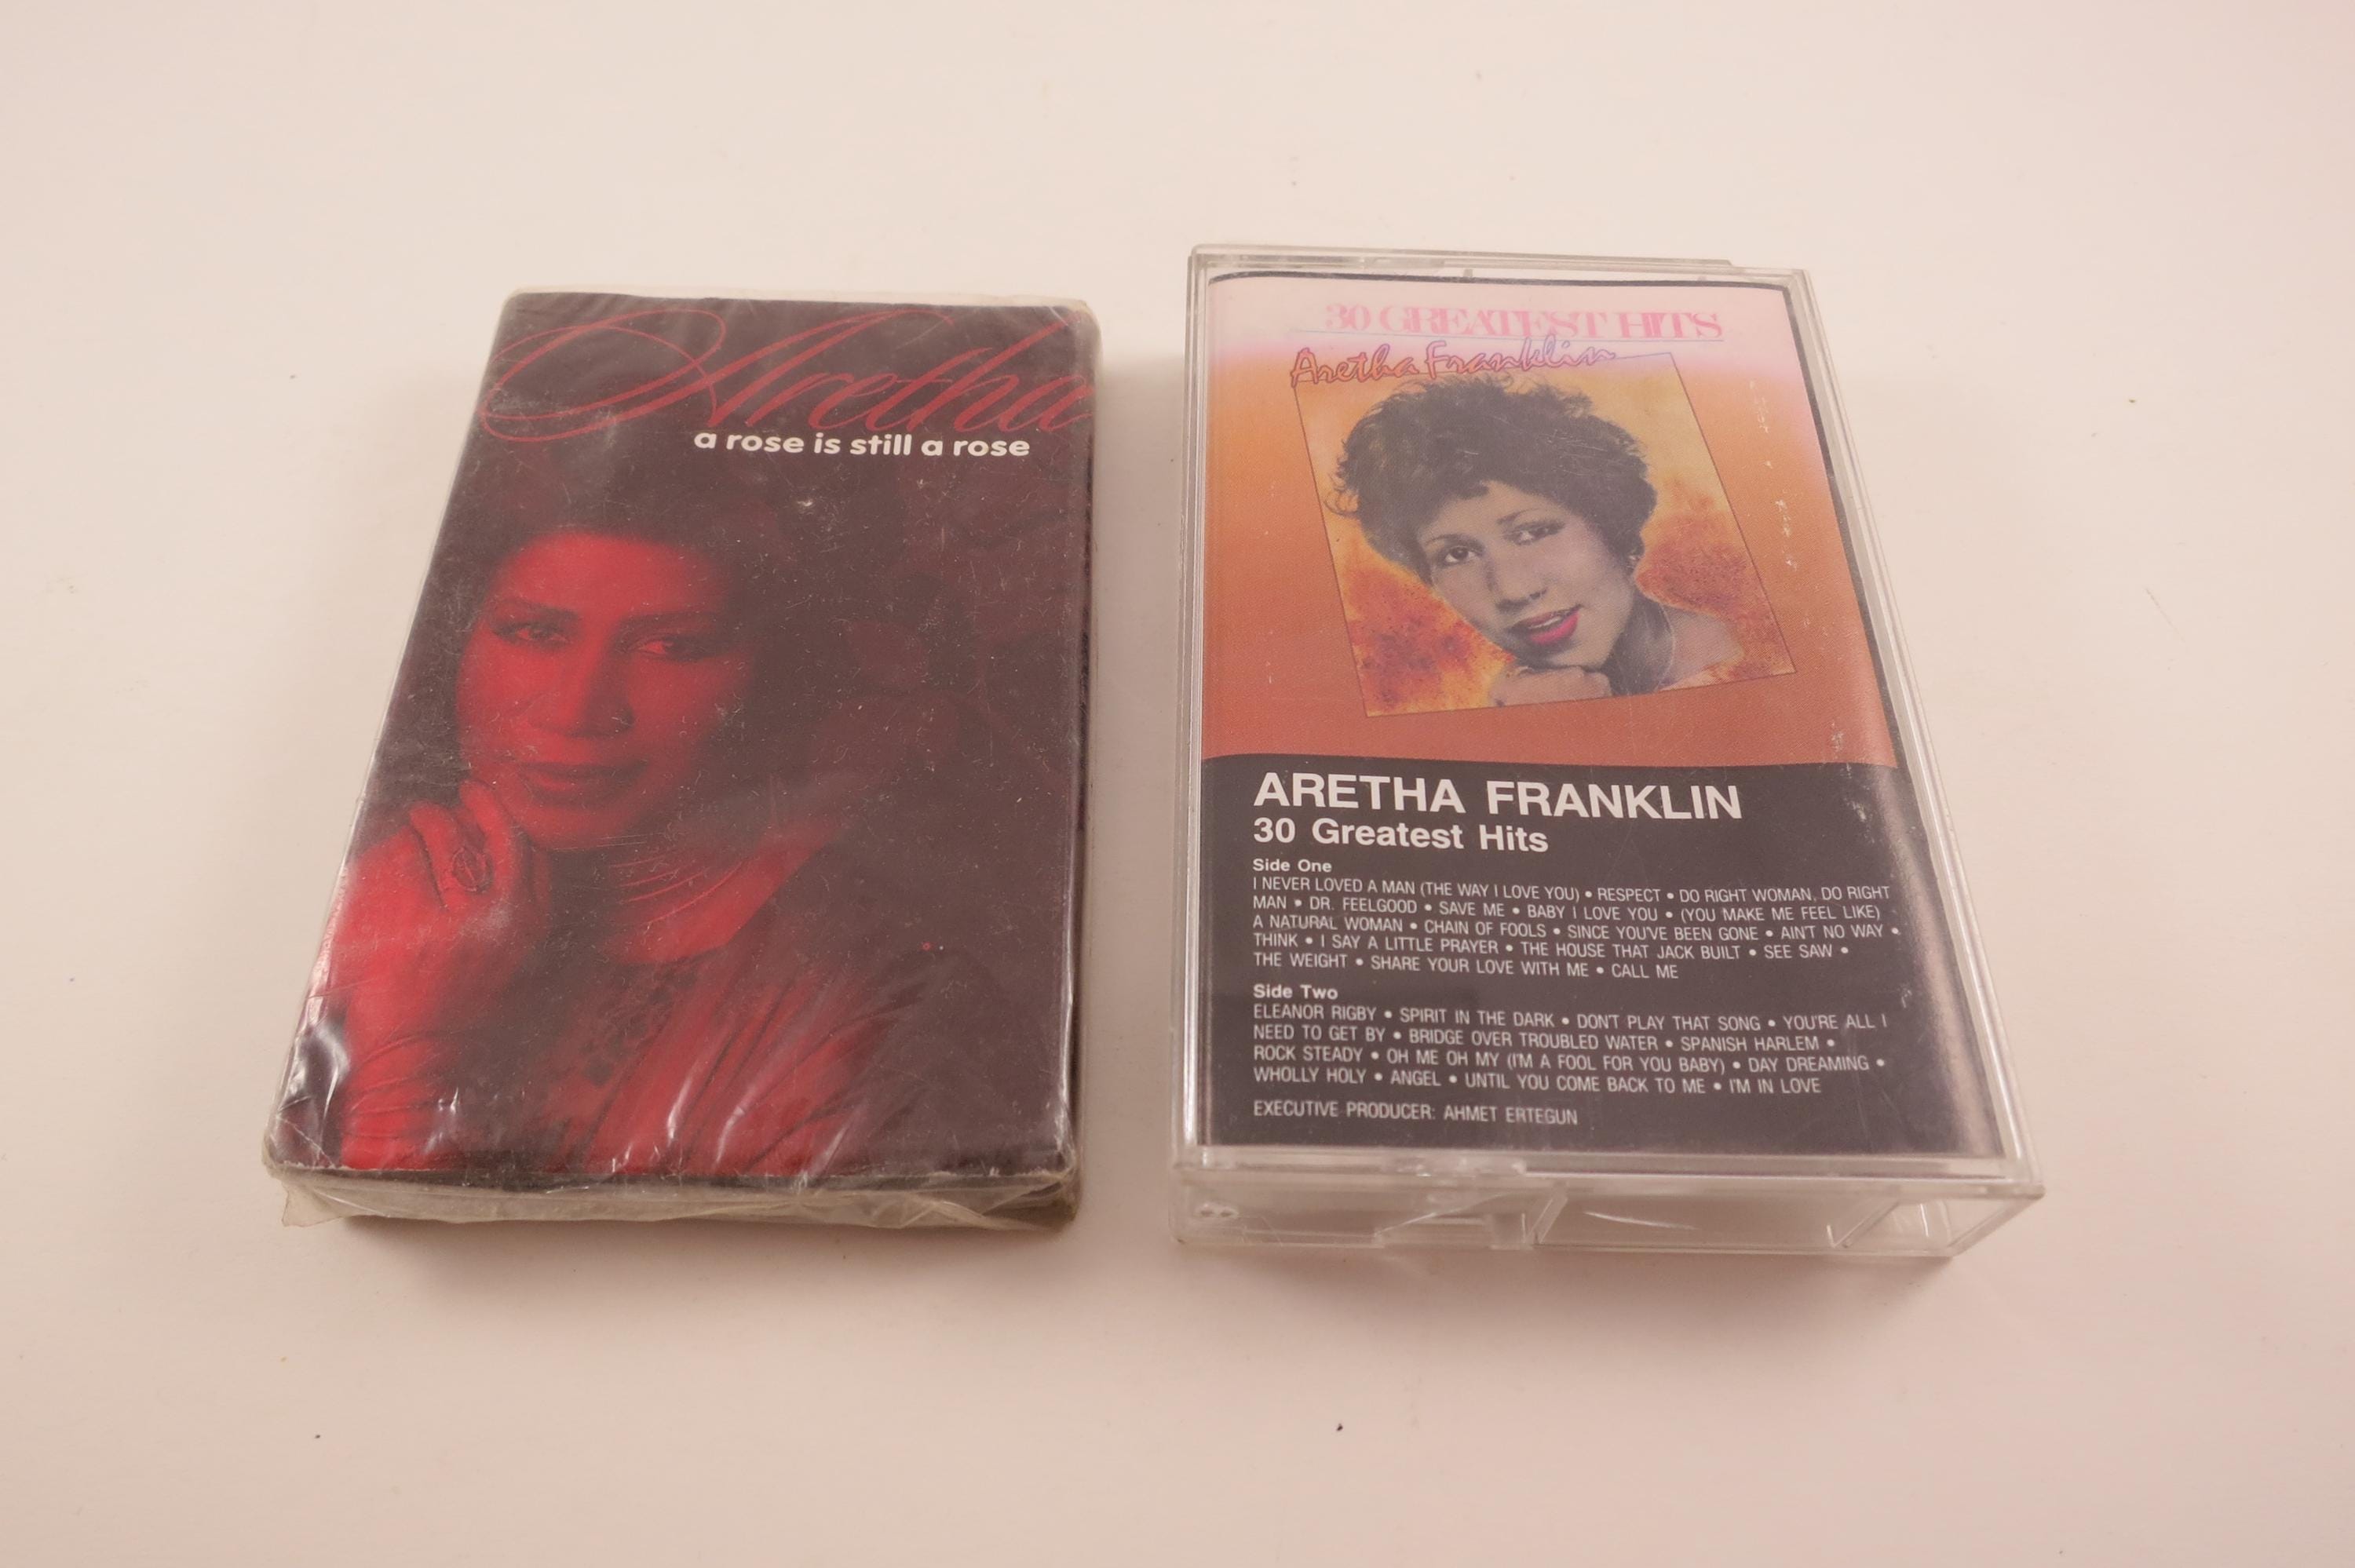 Aretha
a rose is still a rose
30 GREATEST HITS
Aretha Franklin
ARETHA FRANKLIN
30 Greatest Hits
Side One
I NEVER LOVED A MAN (THE WAY I LOVE YOU) • RESPECT • DO RIGHT WOMAN, DO RIGHT
MAN • DR. FEELGOOD • SAVE ME • BABY I LOVE YOU • (YOU MAKE ME FEEL LIKE)
A NATURAL WOMAN • CHAIN OF FOOLS • SINCE YOU'VE BEEN GONE • AIN'T NO WAY •
THINK • I SAY A LITTLE PRAYER • THE HOUSE THAT JACK BUILT • SEE SAW •
THE WEIGHT • SHARE YOUR LOVE WITH ME • CALL ME
Side Two
ELEANOR RIGBY • SPIRIT IN THE DARK • DON'T PLAY THAT SONG • YOU'RE ALL I
NEED TO GET BY • BRIDGE OVER TROUBLED WATER • SPANISH HARLEM •
ROCK STEADY • OH ME OH MY (I'M A FOOL FOR YOU BABY) • DAY DREAMING •
WHOLLY HOLY • ANGEL • UNTIL YOU COME BACK TO ME • I'M IN LOVE
EXECUTIVE PRODUCER: AHMET ERTEGUN